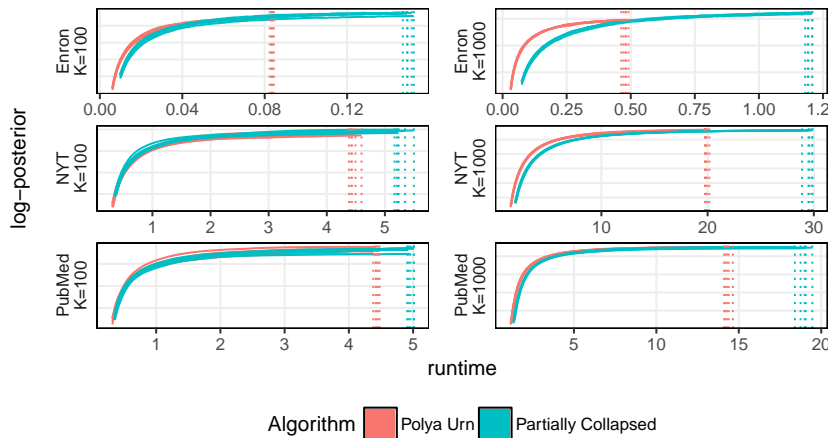 log−posterior
Enron
K=100
0.00 0.04 0.08 0.12
Enron
K=1000
0.00 0.25 0.50 0.75 1.00 1.2
NYT
K=100
1 2 3 4 5
NYT
K=1000
10 20 30
PubMed
K=100
1 2 3 4 5
PubMed
K=1000
5 10 15 20
runtime
Algorithm Polya Urn Partially Collapsed